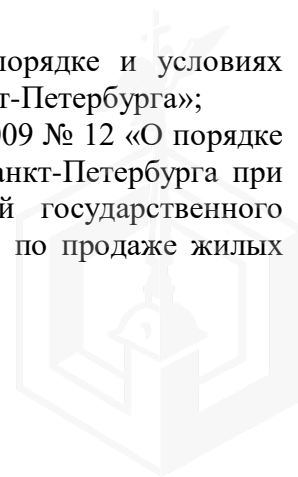 порядке и условиях
т-Петербурга»;
009 № 12 «О порядке
анкт-Петербурга при
й государственного
по продаже жилых